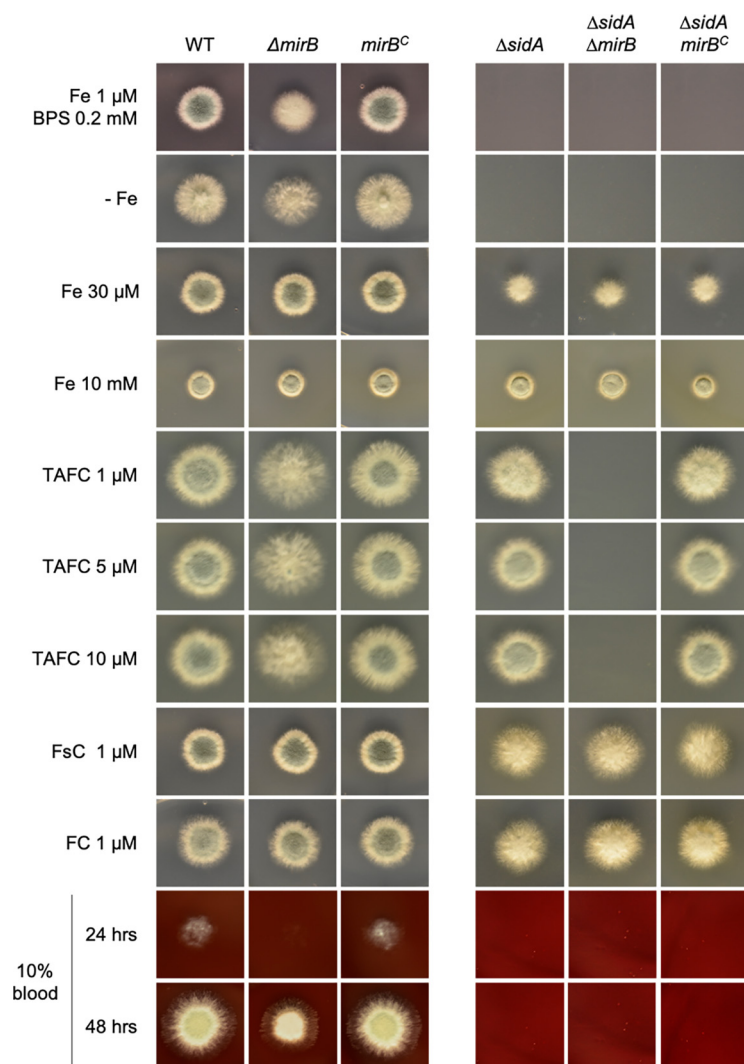 WT ΔmirB mirBC ΔsidA ΔsidA ΔmirB ΔsidA mirBC
Fe 1 µM
BPS 0.2 mM
- Fe
Fe 30 µM
Fe 10 mM
TAFC 1 µM
TAFC 5 µM
TAFC 10 µM
FsC 1 µM
FC 1 µM
10%
blood
24 hrs
48 hrs